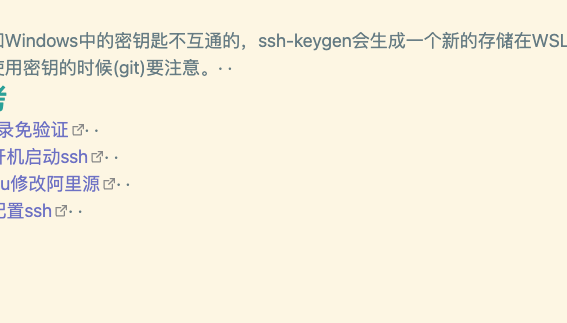 Windows中的密钥匙不互通的，ssh-keygen会生成一个新的存储在WSL
使用密钥的时候(git)要注意。··
考
录免验证··
开机启动ssh··
u修改阿里源··
配置ssh··